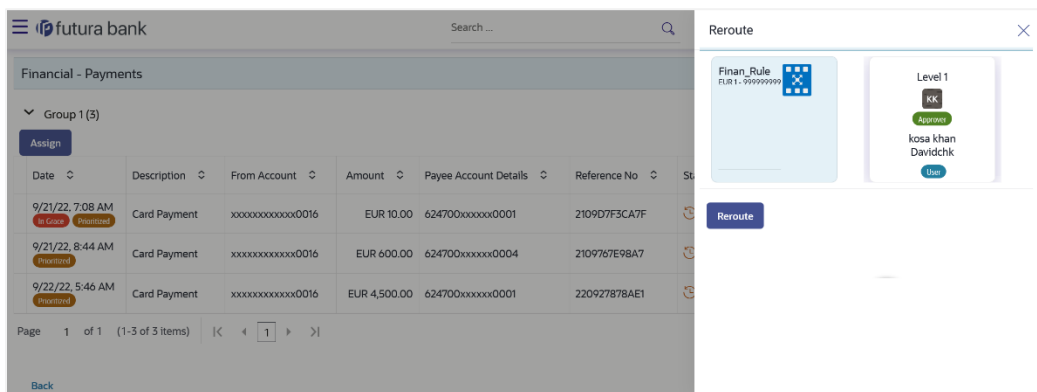 futura bank
Search ...
Financial - Payments
Group 1 (3)
Assign
Date Description From Account Amount Payee Account Details Reference No
9/21/22, 7:08 AM
In Grace Prioritized
Card Payment xxxxxxxxxxxx0016 EUR 10.00 624700xxxxxx0001 2109D7F3CA7F
9/21/22, 8:44 AM
Prioritized
Card Payment xxxxxxxxxxxx0016 EUR 600.00 624700xxxxxx0004 2109767E98A7
9/22/22, 5:46 AM
Prioritized
Card Payment xxxxxxxxxxxx0016 EUR 4,500.00 624700xxxxxx0001 220927878AE1
Page 1 of 1 (1-3 of 3 items) 1
Back
Reroute
Finan_Rule
EUR 1 - 999999999
Level 1
KK
Approver
kosa khan
Davidchk
User
Reroute